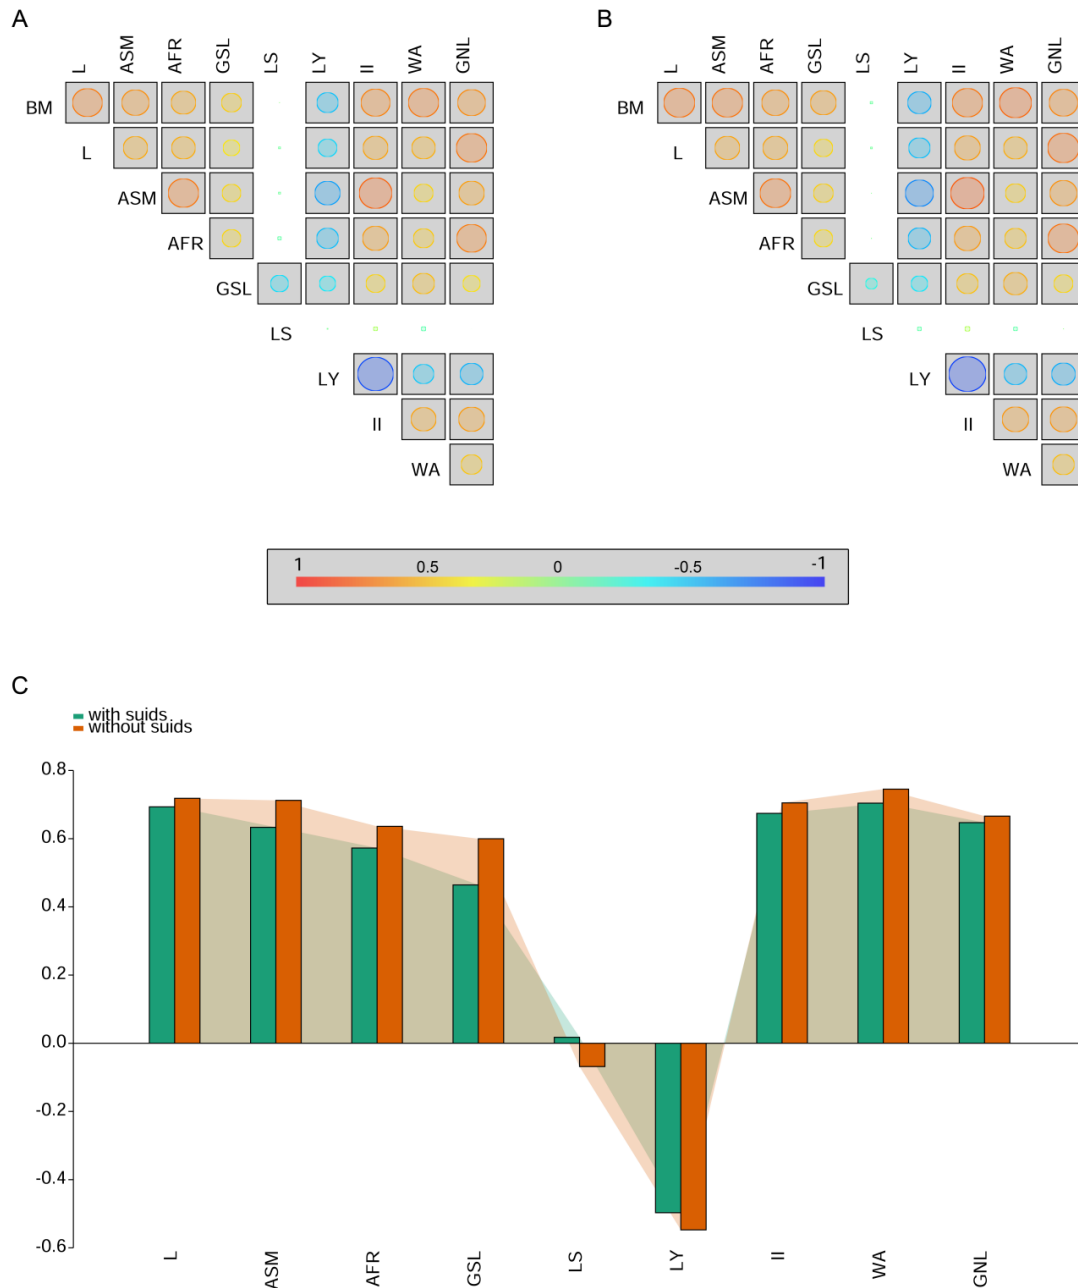 A
B
L ASM AFR GSL LS LY II WA GNL
L ASM AFR GSL LS LY II WA GNL
BM
BM
L
L
ASM
ASM
AFR
AFR
GSL
GSL
LS
LS
LY
LY
II
II
WA
WA
1 0.5 0 -0.5 -1
C
with suids
without suids
0.8
0.6
0.4
0.2
0.0
-0.2
-0.4
-0.6
L ASM AFR GSL LS LY II WA GNL